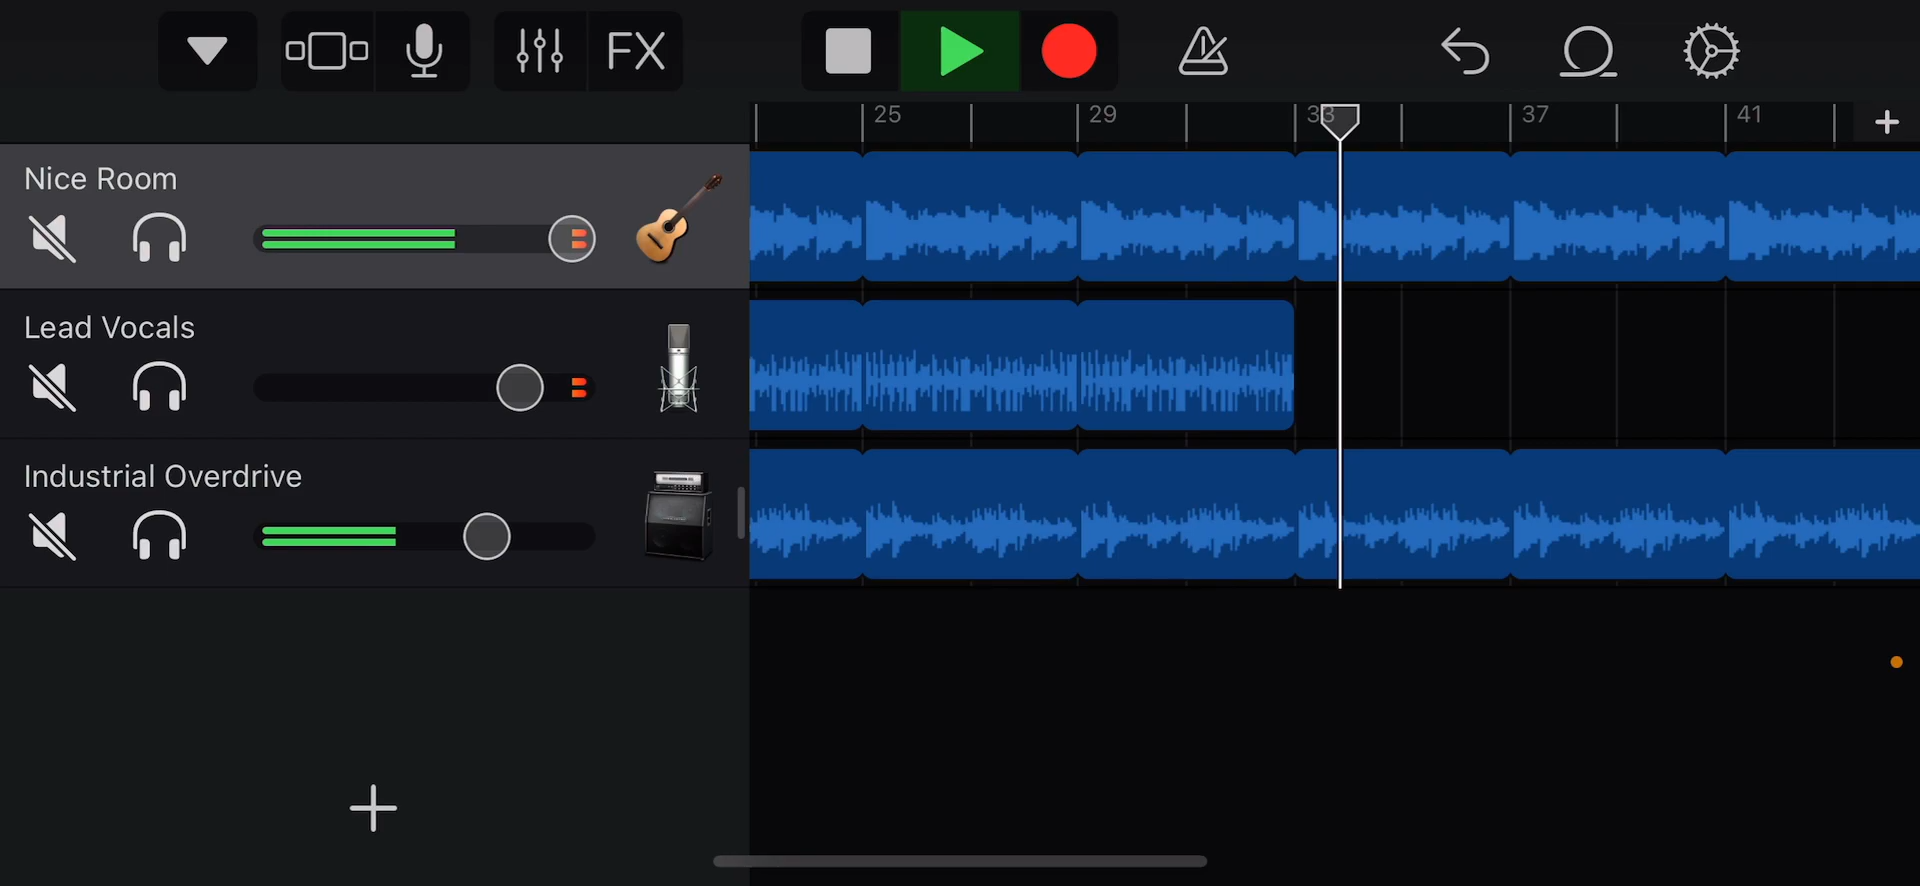 FX
25 29 33 37 41
Nice Room
Lead Vocals
Industrial Overdrive